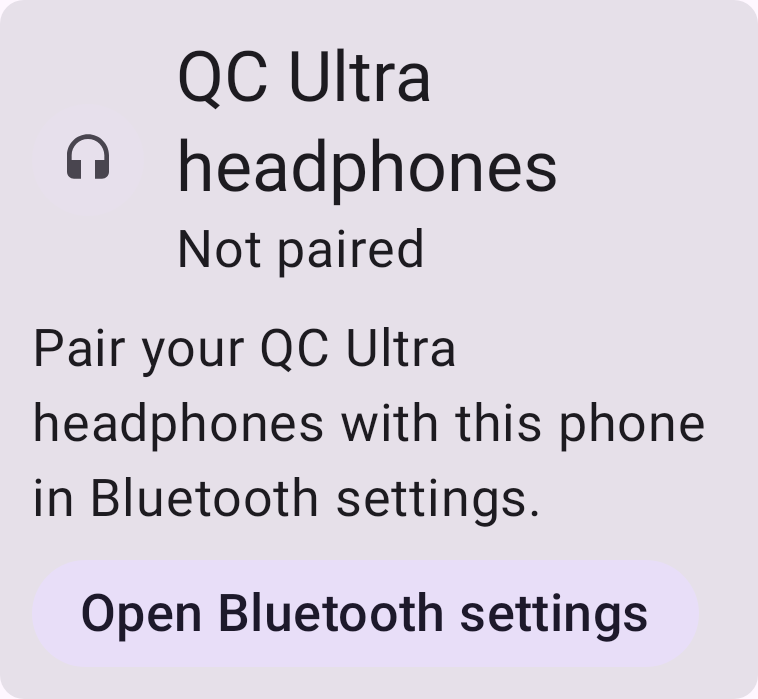 QC Ultra
headphones
Not paired
Pair your QC Ultra
headphones with this phone
in Bluetooth settings.
Open Bluetooth settings